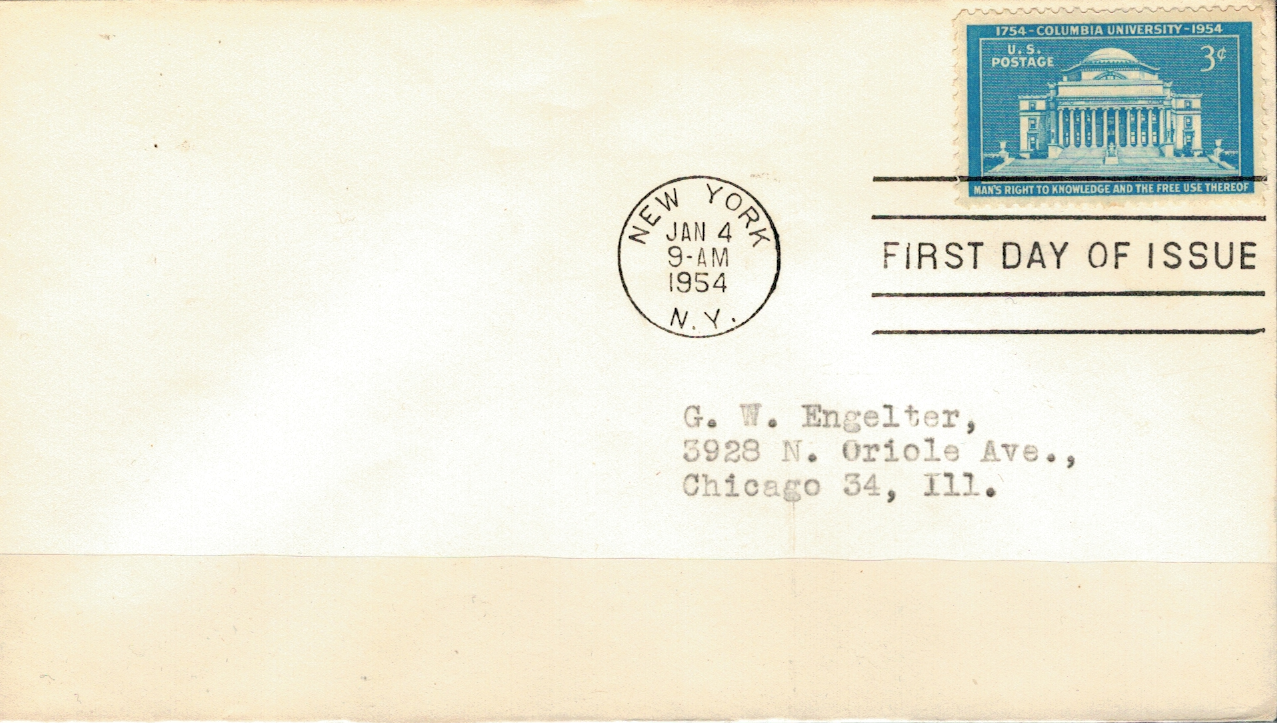 1754-COLUMBIA UNIVERSITY-1954
U.S.
POSTAGE
3¢
MAN'S RIGHT TO KNOWLEDGE AND THE FREE USE THEREOF
NEW YORK
JAN 4
9-AM
1954
N.Y.
FIRST DAY OF ISSUE
G. W. Engelter,
3928 N. Oriole Ave.,
Chicago 34, Ill.